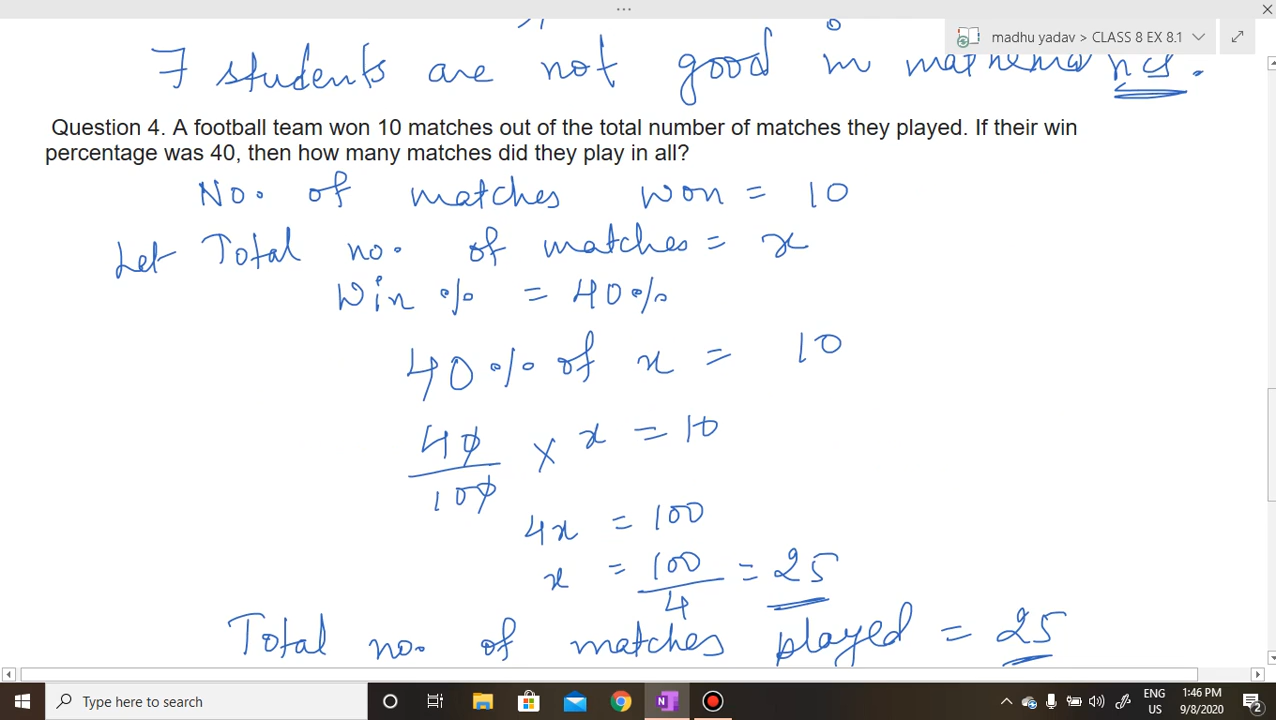 madhu yadav > CLASS 8 EX 8.1
7 students are not good in mathematics.
Question 4. A football team won 10 matches out of the total number of matches they played. If their win
percentage was 40, then how many matches did they play in all?
No. of matches won = 10
Let Total no. of matches = x
Win % = 40%
40% of x = 10
40/100 × x = 10
4x = 100
x = 100/4 = 25
Total no. of matches played = 25
Type here to search
ENG
US
1:46 PM
9/8/2020
2